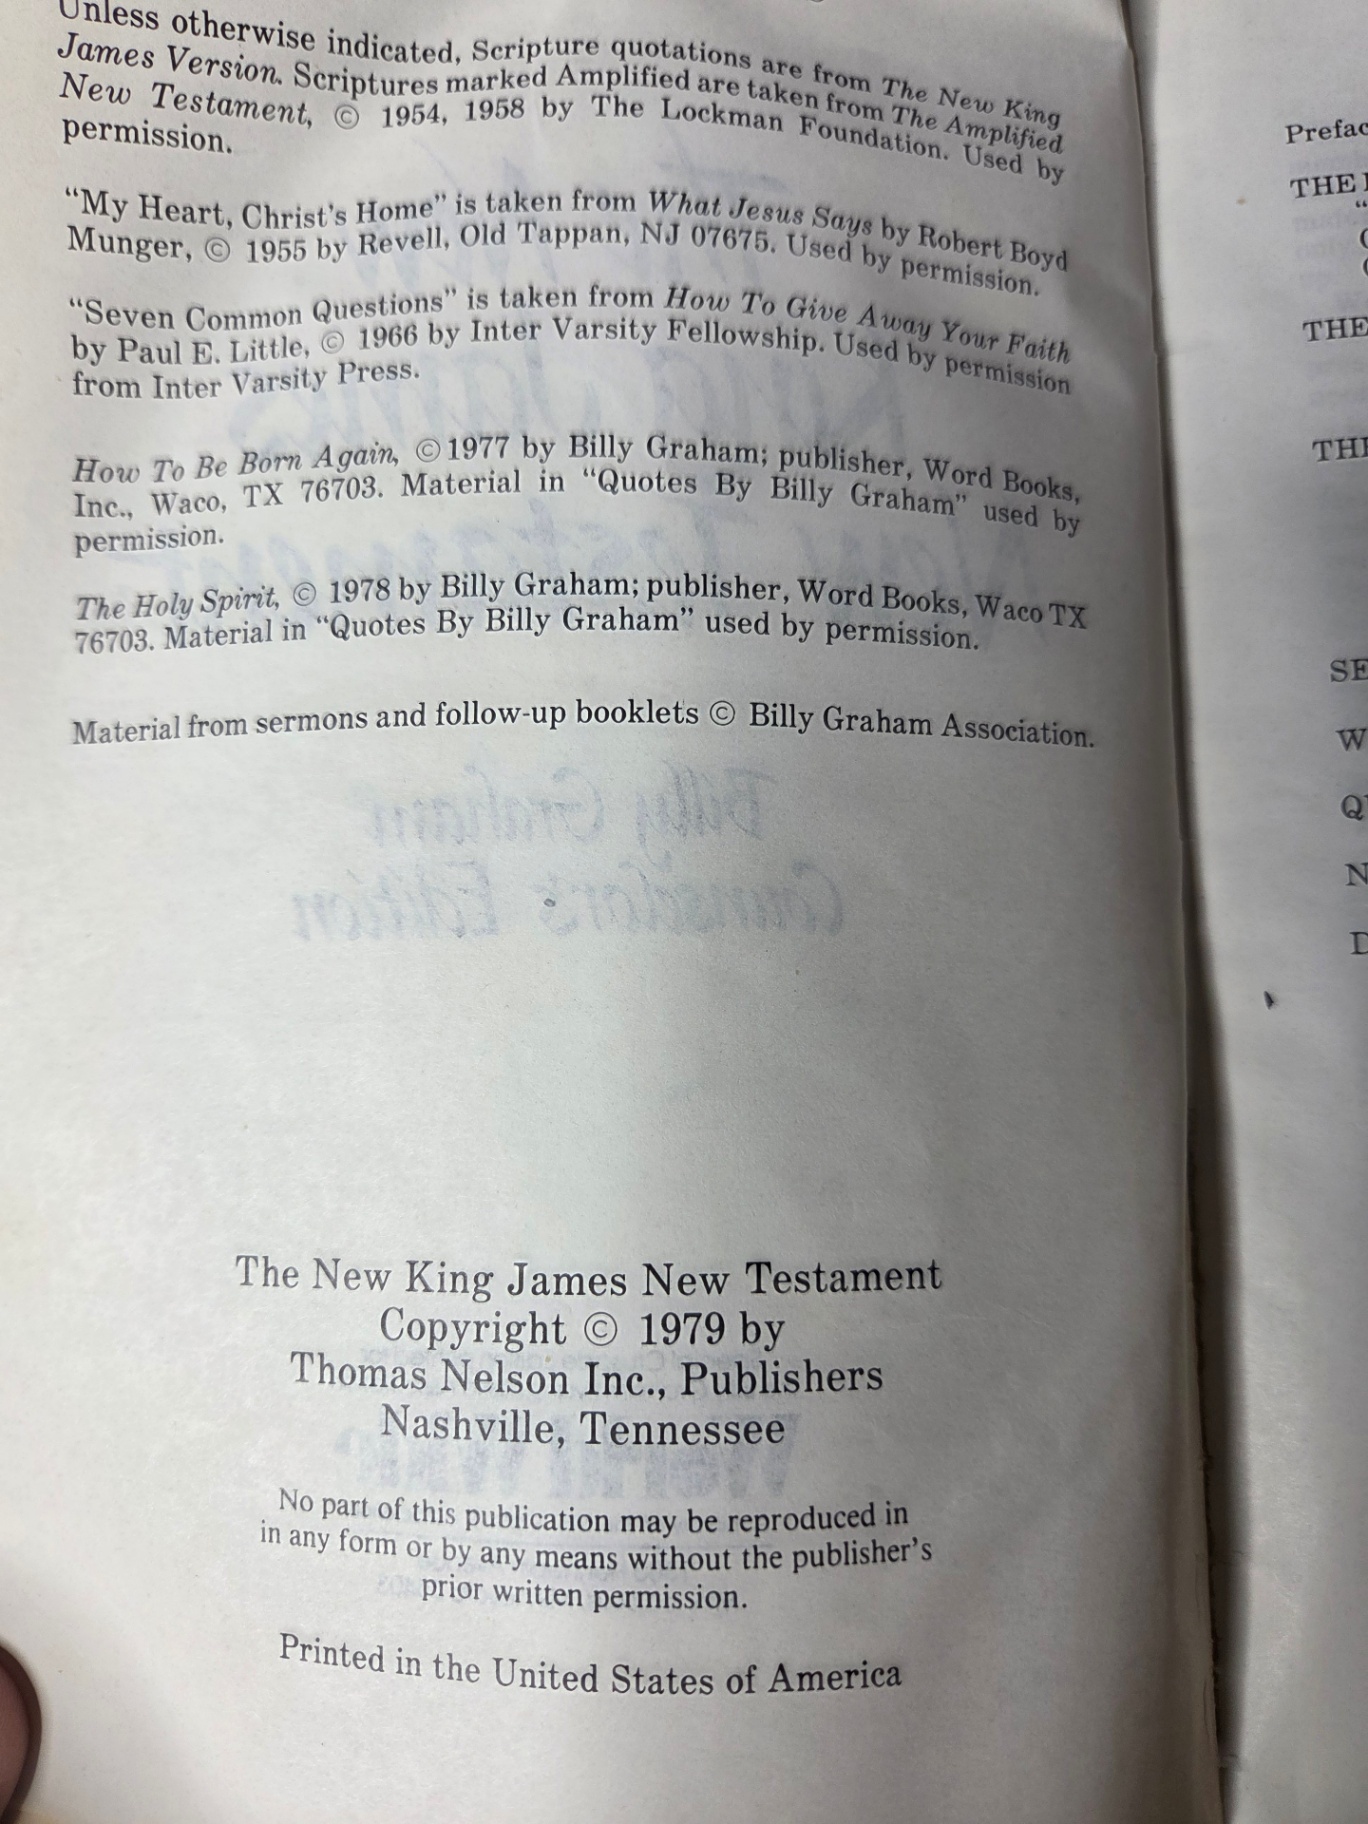 Unless otherwise indicated, Scripture quotations are from The New King
James Version. Scriptures marked Amplified are taken from The Amplified
New Testament, © 1954, 1958 by The Lockman Foundation. Used by
permission.
“My Heart, Christ's Home” is taken from What Jesus Says by Robert Boyd
Munger, © 1955 by Revell, Old Tappan, NJ 07675. Used by permission.
“Seven Common Questions” is taken from How To Give Away Your Faith
by Paul E. Little, © 1966 by Inter Varsity Fellowship. Used by permission
from Inter Varsity Press.
How To Be Born Again, ©1977 by Billy Graham; publisher, Word Books,
Inc., Waco, TX 76703. Material in “Quotes By Billy Graham” used by
permission.
The Holy Spirit, © 1978 by Billy Graham; publisher, Word Books, Waco TX
76703. Material in “Quotes By Billy Graham” used by permission.
Material from sermons and follow-up booklets © Billy Graham Association.
Billy Graham
Counselor's Edition
The New King James New Testament
Copyright © 1979 by
Thomas Nelson Inc., Publishers
Nashville, Tennessee
No part of this publication may be reproduced in
in any form or by any means without the publisher's
prior written permission.
Printed in the United States of America
Prefac
THE
THE
THE
SE
W
QU
N
D